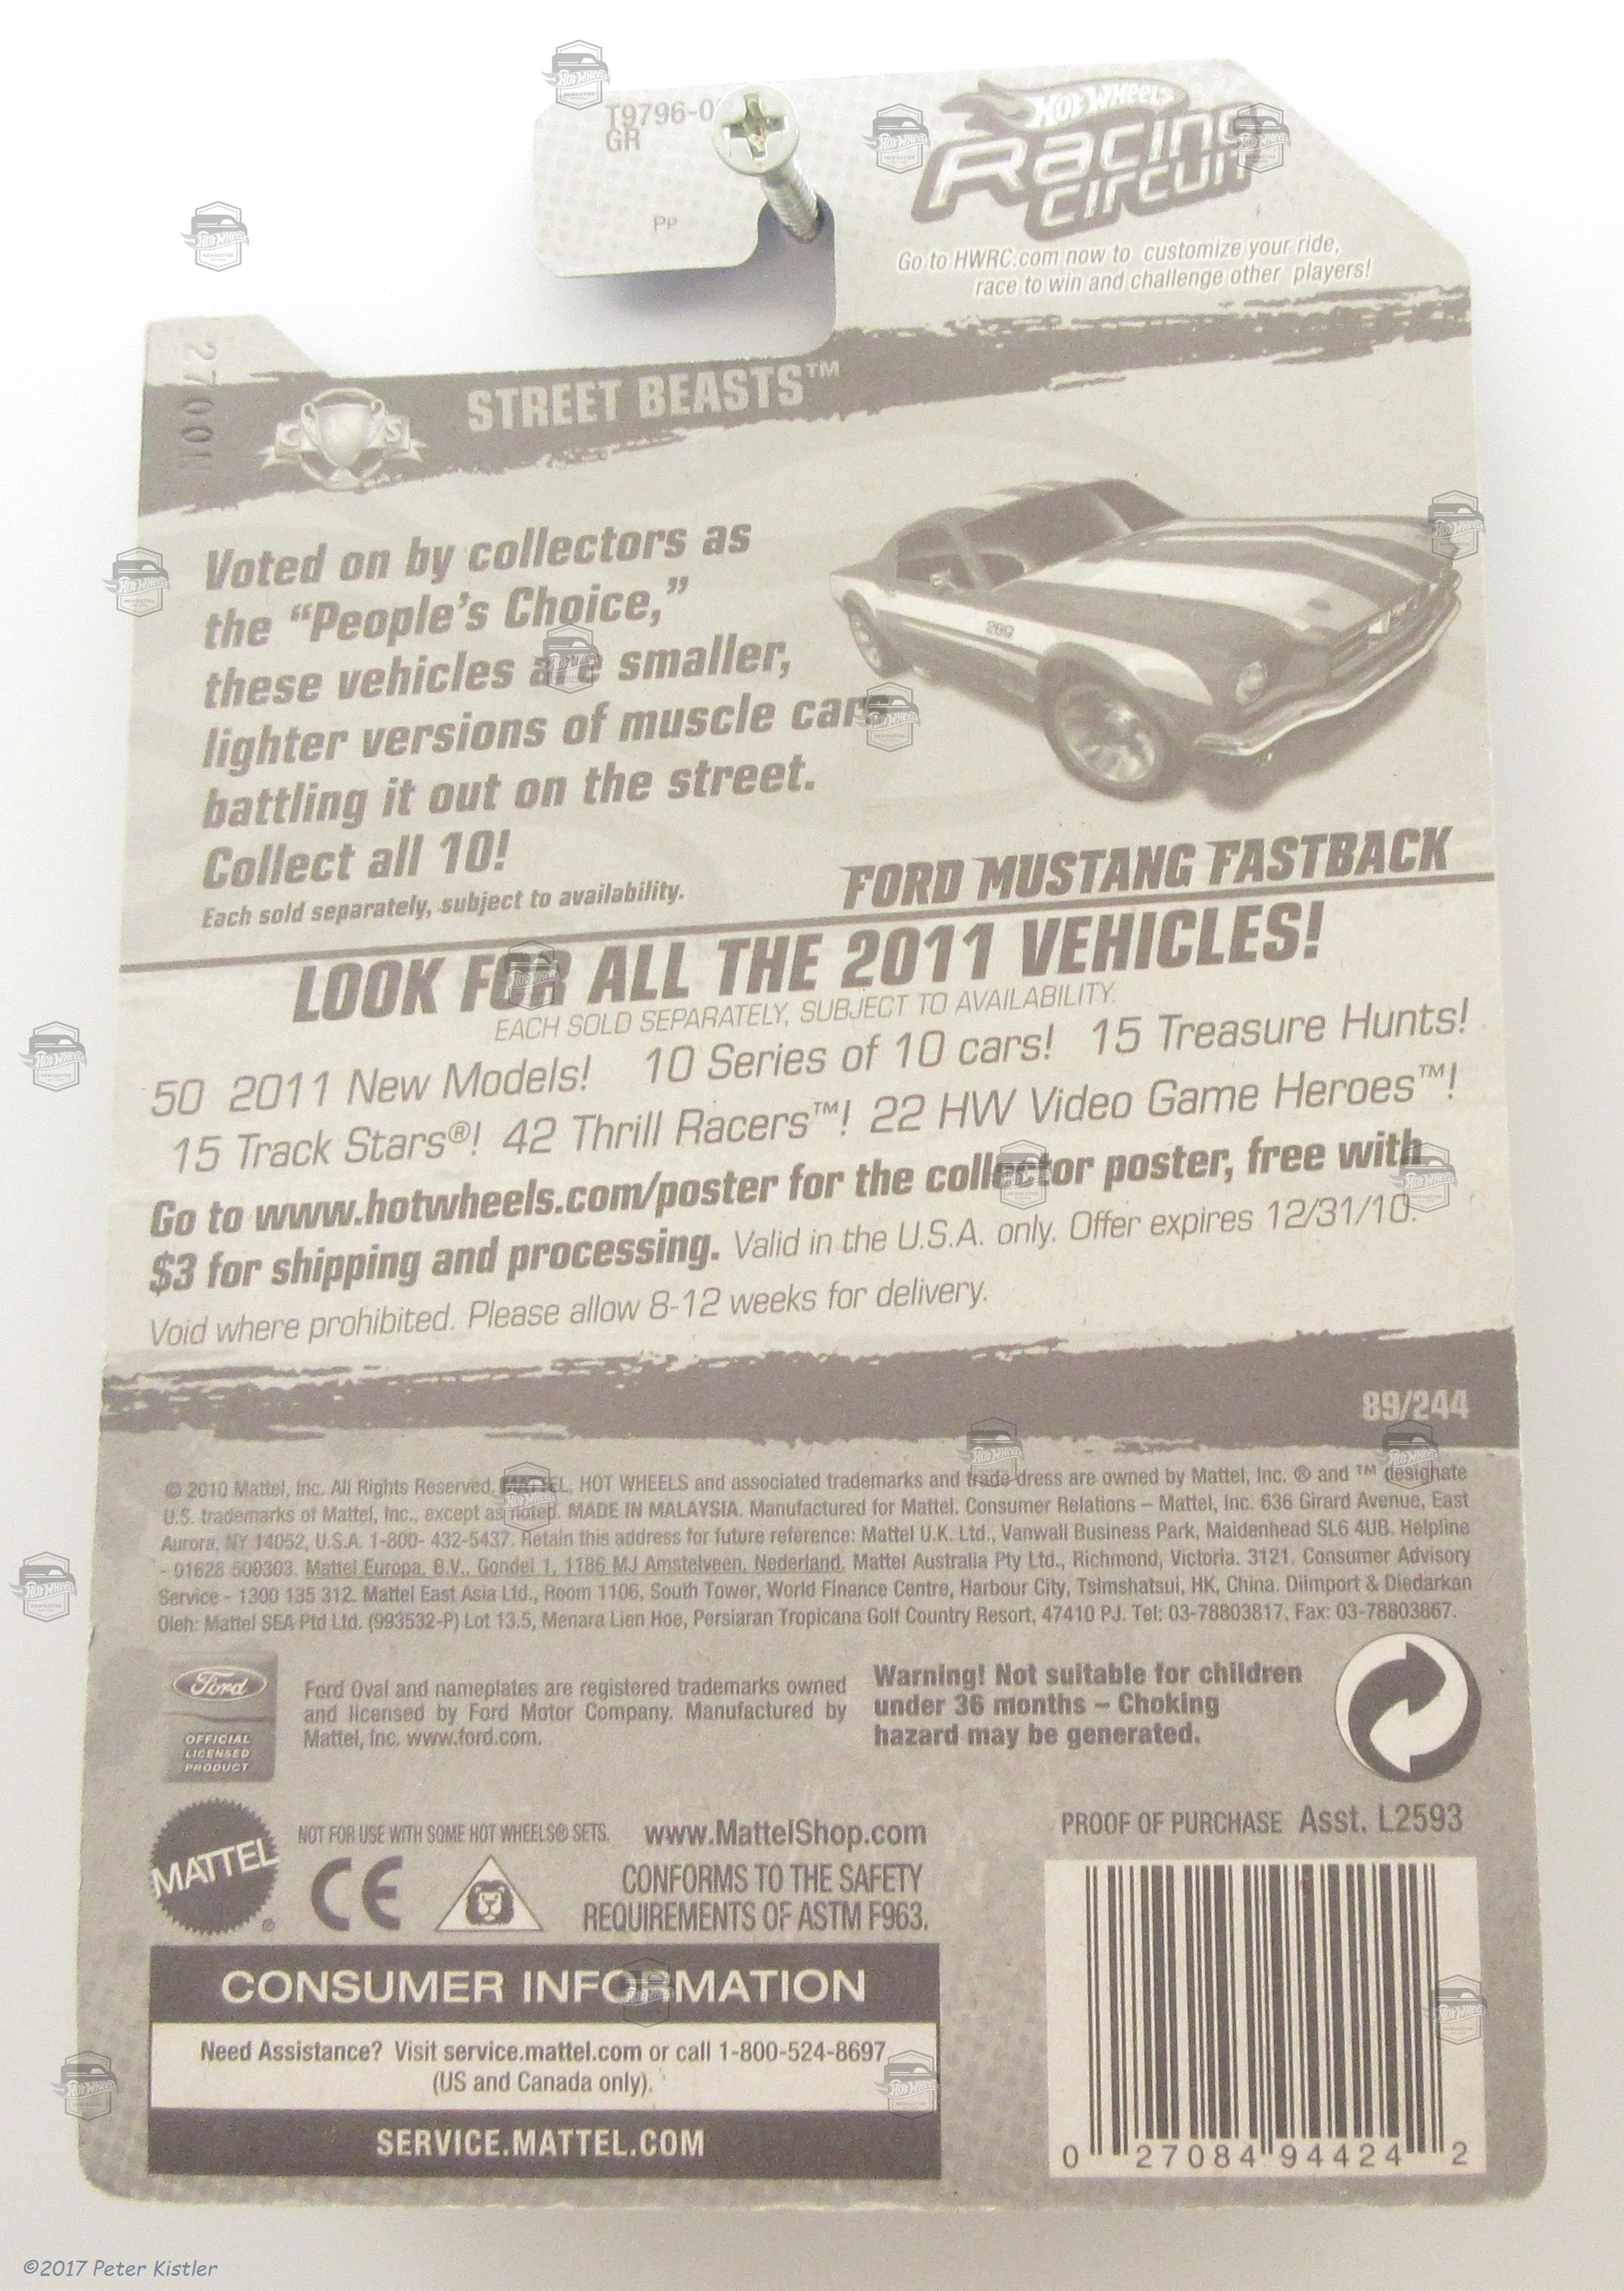 T9796-0
GR
Pp
HOT WHEELS
Racing
Circuit
Go to HWRC.com now to customize your ride,
race to win and challenge other players!
2700
STREET BEASTS™
C S
Voted on by collectors as
the “People’s Choice,”
these vehicles are smaller,
lighter versions of muscle cars
battling it out on the street.
Collect all 10!
Each sold separately, subject to availability.
289
FORD MUSTANG FASTBACK
LOOK FOR ALL THE 2011 VEHICLES!
EACH SOLD SEPARATELY, SUBJECT TO AVAILABILITY.
50 2011 New Models! 10 Series of 10 cars! 15 Treasure Hunts!
15 Track Stars®! 42 Thrill Racers™! 22 HW Video Game Heroes™!
Go to www.hotwheels.com/poster for the collector poster, free with
$3 for shipping and processing. Valid in the U.S.A. only. Offer expires 12/31/10.
Void where prohibited. Please allow 8-12 weeks for delivery.
89/244
© 2010 Mattel, Inc. All Rights Reserved. MATTEL, HOT WHEELS and associated trademarks and trade dress are owned by Mattel, Inc. ® and ™ designate
U.S. trademarks of Mattel, Inc., except as noted. MADE IN MALAYSIA. Manufactured for Mattel. Consumer Relations – Mattel, Inc. 636 Girard Avenue, East
Aurora, NY 14052, U.S.A. 1-800- 432-5437. Retain this address for future reference: Mattel U.K. Ltd., Vanwall Business Park, Maidenhead SL6 4UB. Helpline
- 01628 500303. Mattel Europa, B.V., Gondel 1, 1186 MJ Amstelveen, Nederland. Mattel Australia Pty Ltd., Richmond, Victoria. 3121. Consumer Advisory
Service - 1300 135 312. Mattel East Asia Ltd., Room 1106, South Tower, World Finance Centre, Harbour City, Tsimshatsui, HK, China. Diimport & Diedarkan
Oleh: Mattel SEA Ptd Ltd. (993532-P) Lot 13.5, Menara Lien Hoe, Persiaran Tropicana Golf Country Resort, 47410 PJ. Tel: 03-78803817, Fax: 03-78803867.
Ford
OFFICIAL
LICENSED
PRODUCT
Ford Oval and nameplates are registered trademarks owned
and licensed by Ford Motor Company. Manufactured by
Mattel, Inc. www.ford.com.
Warning! Not suitable for children
under 36 months – Choking
hazard may be generated.
MATTEL ®
NOT FOR USE WITH SOME HOT WHEELS® SETS.
www.MattelShop.com
CE
CONFORMS TO THE SAFETY
REQUIREMENTS OF ASTM F963.
PROOF OF PURCHASE Asst. L2593
CONSUMER INFORMATION
Need Assistance? Visit service.mattel.com or call 1-800-524-8697
(US and Canada only).
SERVICE.MATTEL.COM
0 27084 94424 2
©2017 Peter Kistler